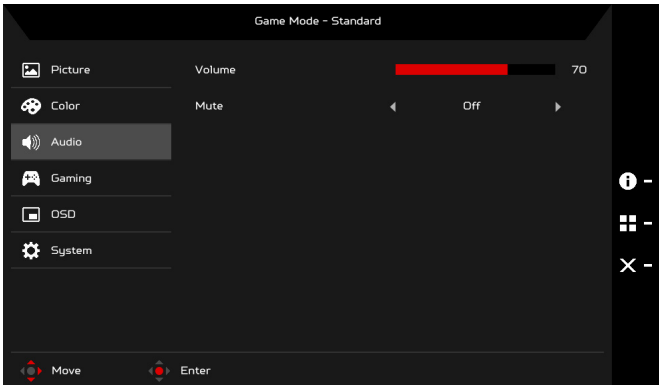 Game Mode - Standard
Picture
Volume 70
Color
Mute Off
Audio
Gaming
OSD
System
Move Enter